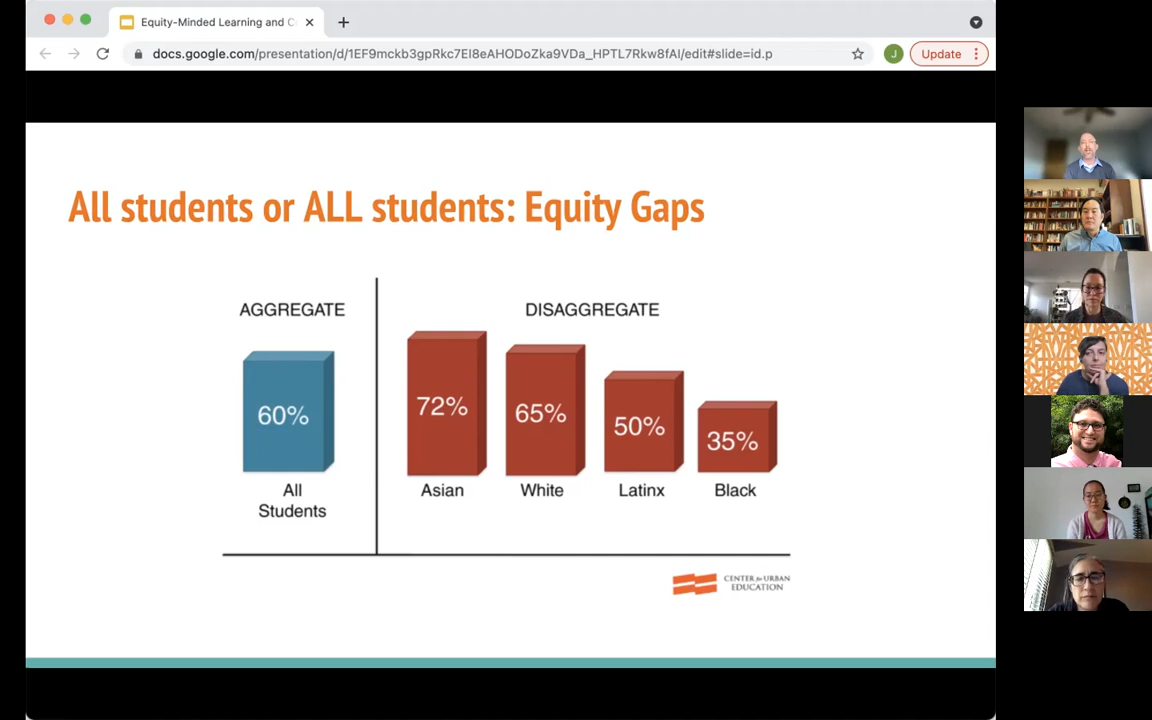 Equity-Minded Learning and C
docs.google.com/presentation/d/1EF9mckb3gpRkc7EI8eAHODoZka9VDa_HPTL7Rkw8fAI/edit#slide=id.p
J
Update
All students or ALL students: Equity Gaps
AGGREGATE
DISAGGREGATE
60%
72%
65%
50%
35%
All
Students
Asian
White
Latinx
Black
CENTER for URBAN
EDUCATION